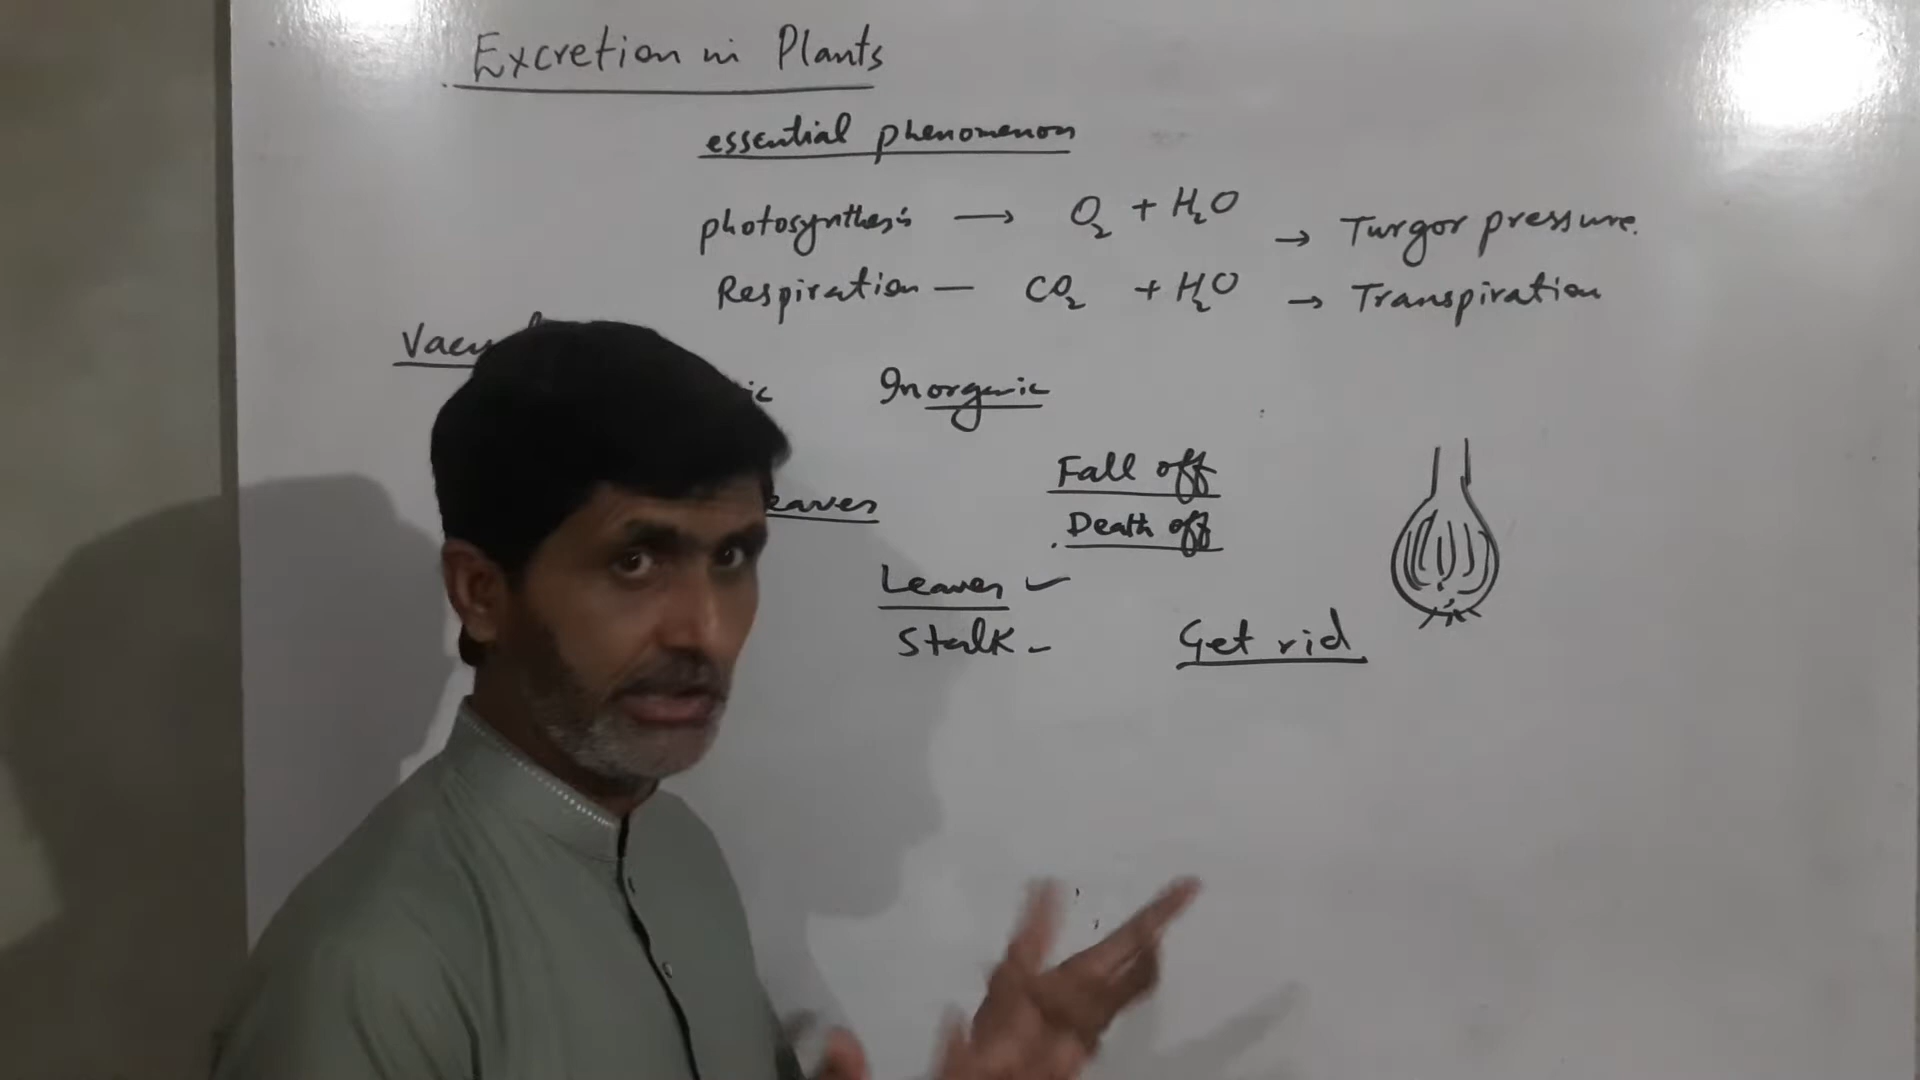 Excretion in Plants
essential phenomenon
photosynthesis → O2 + H2O → Turgor pressure.
Respiration — CO2 + H2O → Transpiration
Inorganic
Fall off
Death off
Leaves ✓
Stalk -
Get rid